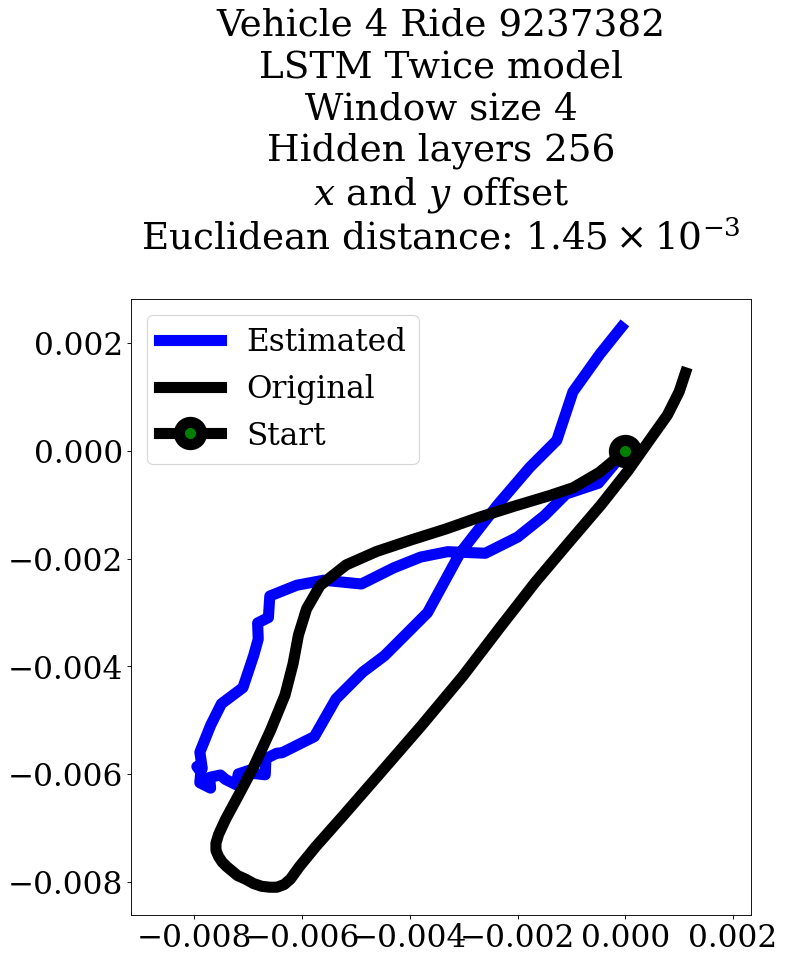 Vehicle 4 Ride 9237382
LSTM Twice model
Window size 4
Hidden layers 256
x and y offset
Euclidean distance: 1.45 × 10⁻³
Estimated
Original
Start
0.002
0.000
−0.002
−0.004
−0.006
−0.008
−0.008 −0.006 −0.004 −0.002 0.000 0.002